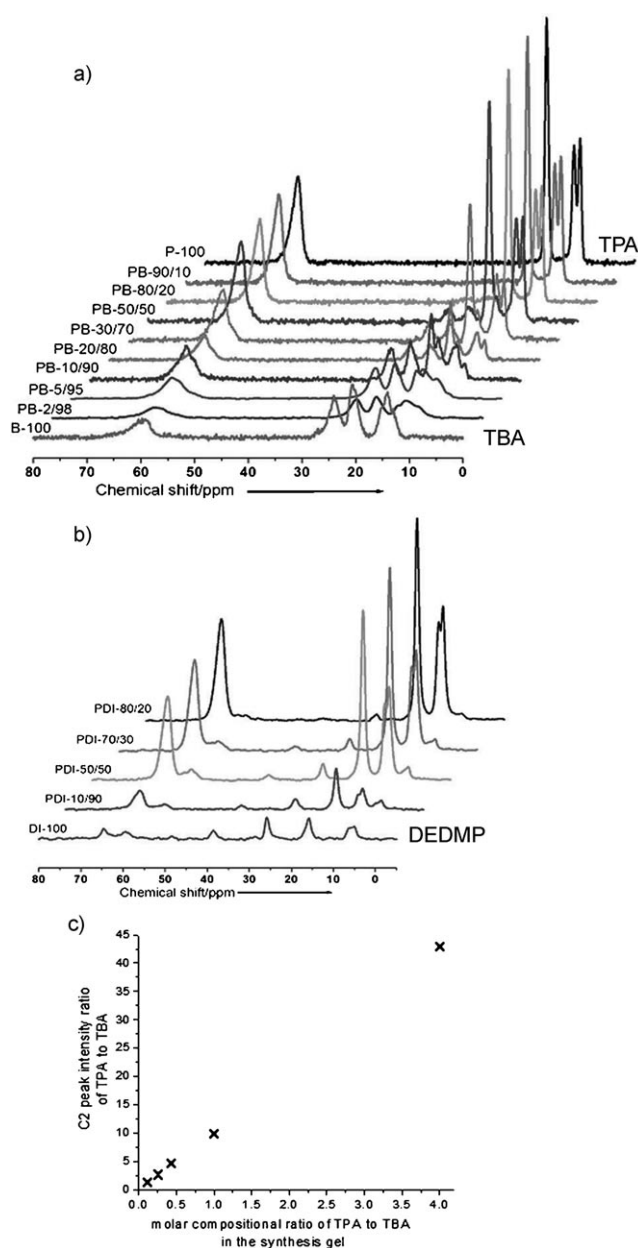 a)
P-100
TPA
PB-90/10
PB-80/20
PB-50/50
PB-30/70
PB-20/80
PB-10/90
PB-5/95
PB-2/98
B-100
TBA
80 70 60 50 40 30 20 10 0
Chemical shift/ppm
b)
PDI-80/20
PDI-70/30
PDI-50/50
PDI-10/90
DI-100
DEDMP
80 70 60 50 40 30 20 10 0
Chemical shift/ppm
c)
C2 peak intensity ratio
of TPA to TBA
45
40
35
30
25
20
15
10
5
0
0.0 0.5 1.0 1.5 2.0 2.5 3.0 3.5 4.0
molar compositional ratio of TPA to TBA
in the synthesis gel